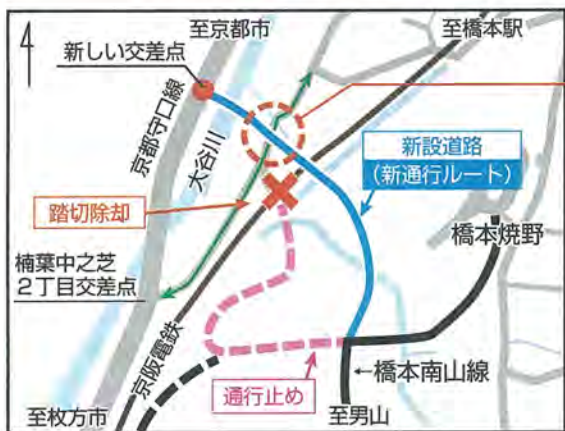 4
至京都市
至橋本駅
新しい交差点
京都守口線
大谷川
新設道路
(新通行ルート)
踏切除却
橋本焼野
楠葉中之芝
2丁目交差点
京阪電鉄
橋本南山線
通行止め
至枚方市
至男山